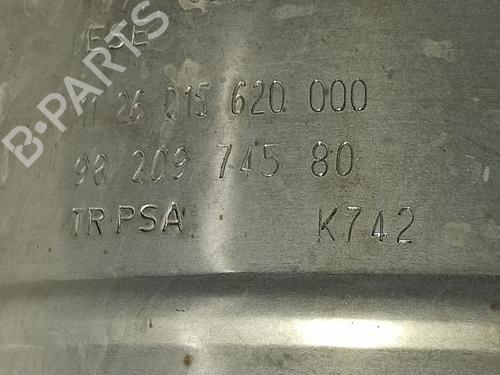 ESE
11 26 015 620 000
98 209 745 80
TR PSA K742
B-PARTS